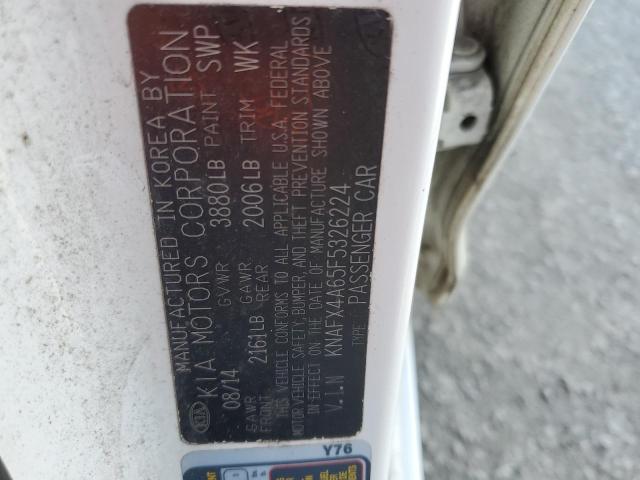 MANUFACTURED IN KOREA BY
KIA KIA MOTORS CORPORATION
08/14 GVWR 3880LB PAINT SWP
GAWR FRONT 2161LB GAWR REAR 2006LB TRIM WK
THIS VEHICLE CONFORMS TO ALL APPLICABLE U.S.A. FEDERAL
MOTOR VEHICLE SAFETY, BUMPER, AND THEFT PREVENTION STANDARDS
IN EFFECT ON THE DATE OF MANUFACTURE SHOWN ABOVE
V.I.N KNAFX4A65F5326224
TYPE PASSENGER CAR
Y76